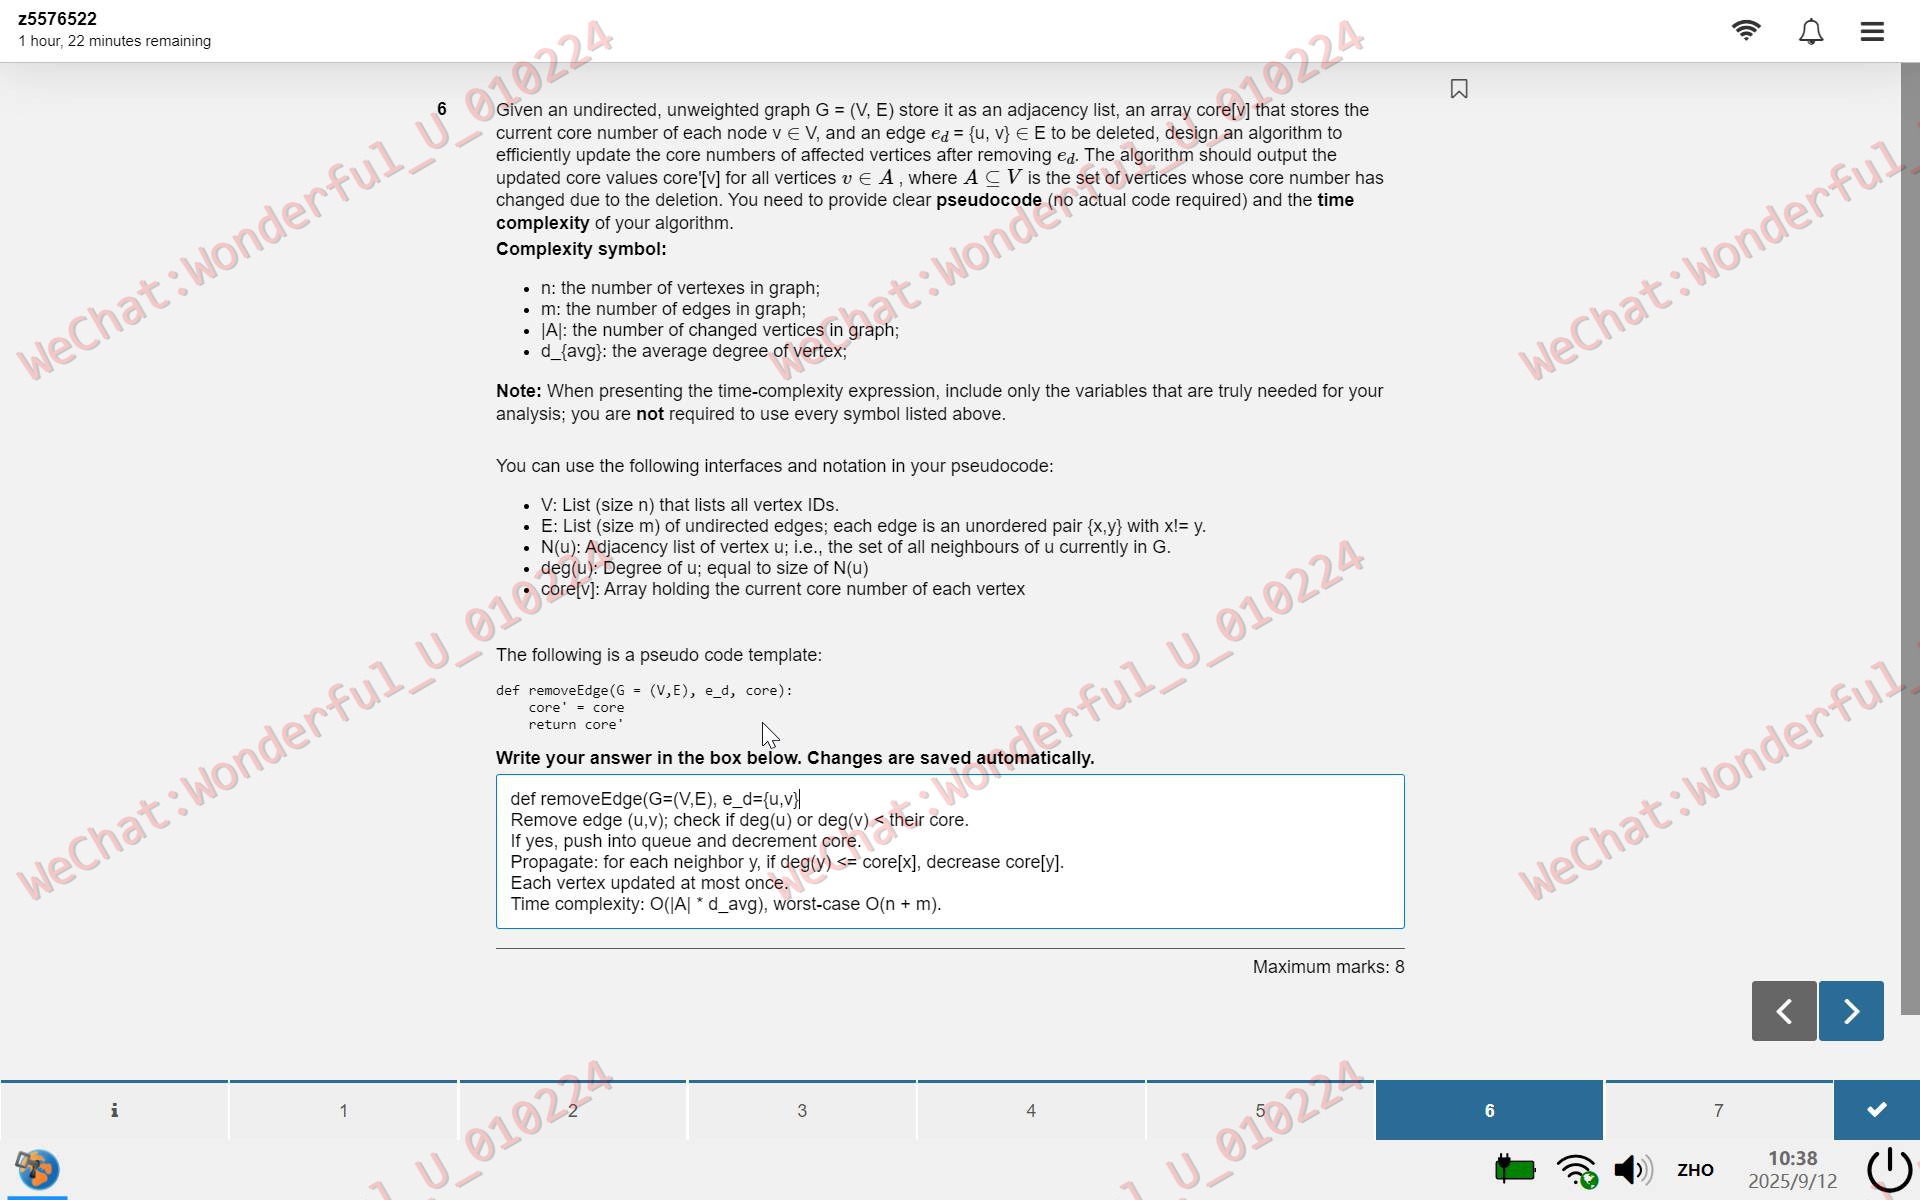 z5576522
1 hour, 22 minutes remaining
6
Given an undirected, unweighted graph G = (V, E) store it as an adjacency list, an array core[v] that stores the
current core number of each node v ∈ V, and an edge e_d = {u, v} ∈ E to be deleted, design an algorithm to
efficiently update the core numbers of affected vertices after removing e_d. The algorithm should output the
updated core values core'[v] for all vertices v ∈ A , where A ⊆ V is the set of vertices whose core number has
changed due to the deletion. You need to provide clear pseudocode (no actual code required) and the time
complexity of your algorithm.
Complexity symbol:
• n: the number of vertexes in graph;
• m: the number of edges in graph;
• |A|: the number of changed vertices in graph;
• d_{avg}: the average degree of vertex;
Note: When presenting the time-complexity expression, include only the variables that are truly needed for your
analysis; you are not required to use every symbol listed above.
You can use the following interfaces and notation in your pseudocode:
• V: List (size n) that lists all vertex IDs.
• E: List (size m) of undirected edges; each edge is an unordered pair {x,y} with x!= y.
• N(u): Adjacency list of vertex u; i.e., the set of all neighbours of u currently in G.
• deg(u): Degree of u; equal to size of N(u)
• core[v]: Array holding the current core number of each vertex
The following is a pseudo code template:
def removeEdge(G = (V,E), e_d, core):
    core' = core
    return core'
Write your answer in the box below. Changes are saved automatically.
def removeEdge(G=(V,E), e_d={u,v}
Remove edge (u,v); check if deg(u) or deg(v) < their core.
If yes, push into queue and decrement core.
Propagate: for each neighbor y, if deg(y) <= core[x], decrease core[y].
Each vertex updated at most once.
Time complexity: O(|A| * d_avg), worst-case O(n + m).
Maximum marks: 8
i
1
2
3
4
5
6
7
ZHO
10:38
2025/9/12
WeChat:Wonderful_U_010224
WeChat:Wonderful_U_010224
WeChat:Wonderful_U_010224
WeChat:Wonderful_U_010224
WeChat:Wonderful_U_010224
WeChat:Wonderful_U_010224
U_010224
U_010224